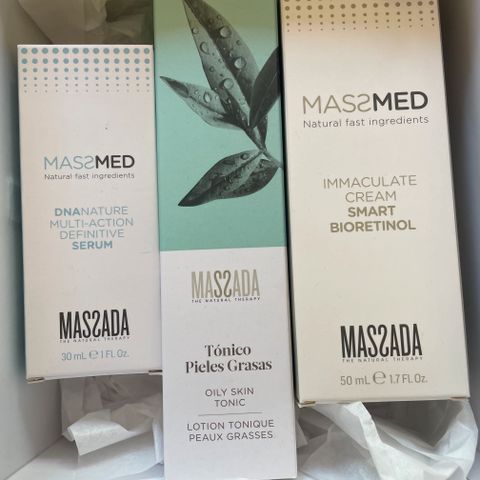 MASSMED
Natural fast ingredients
DNANATURE
MULTI-ACTION
DEFINITIVE
SERUM
MASSADA
THE NATURAL THERAPY
30 mL ℮ 1 FL Oz.
MASSADA
THE NATURAL THERAPY
Tónico
Pieles Grasas
OILY SKIN
TONIC
LOTION TONIQUE
PEAUX GRASSES
MASSMED
Natural fast ingredients
IMMACULATE
CREAM
SMART
BIORETINOL
MASSADA
THE NATURAL THERAPY
50 mL ℮ 1.7 FL Oz.